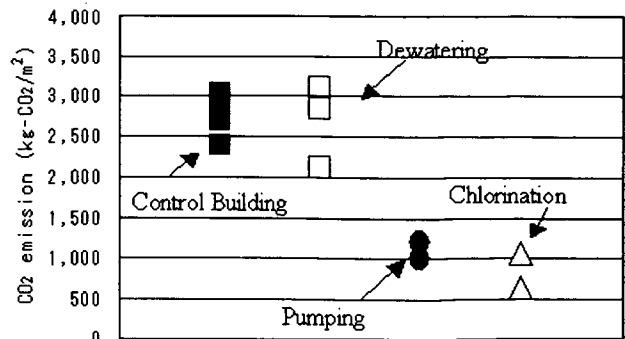 CO2 emission (kg-CO2/m²)
4,000
3,500
3,000
2,500
2,000
1,500
1,000
500
0
Dewatering
Control Building
Chlorination
Pumping